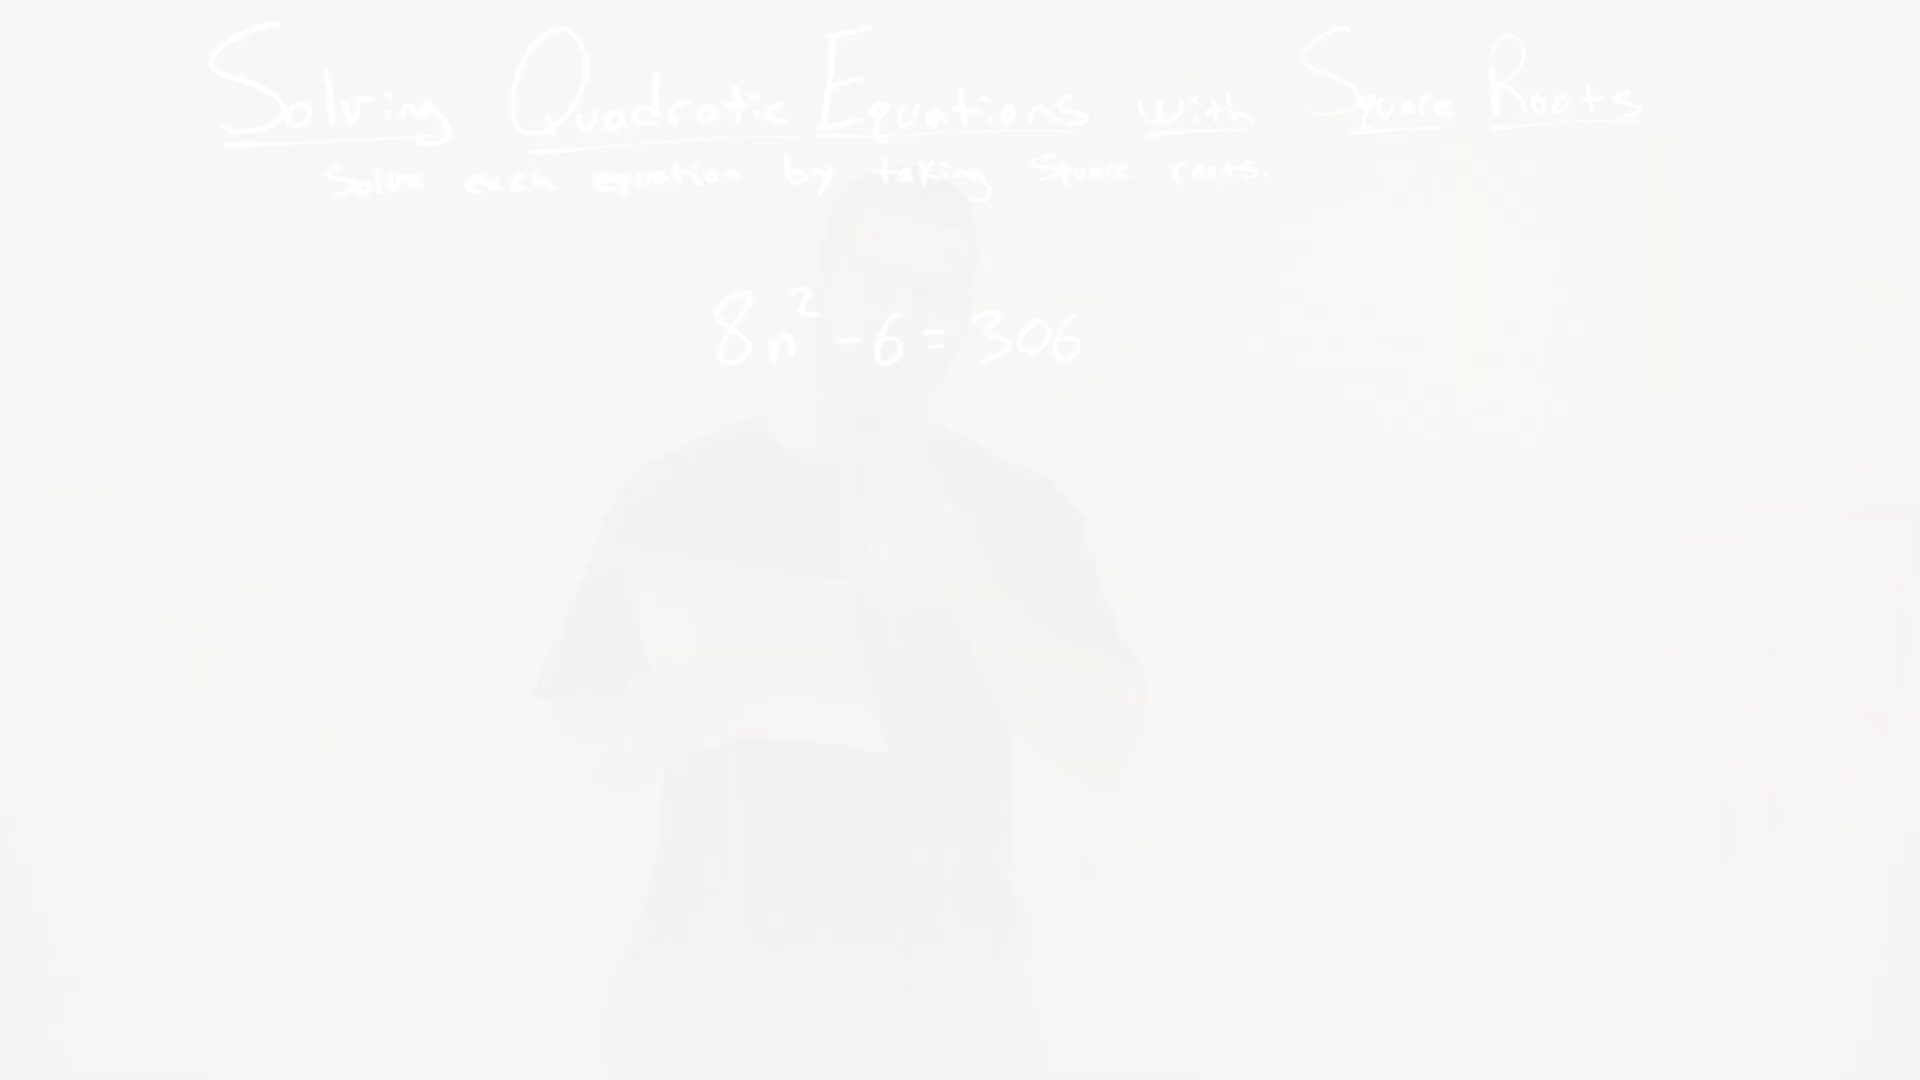 Solving Quadratic Equations with Square Roots
Solve each equation by taking square roots.
8n² - 6 = 306